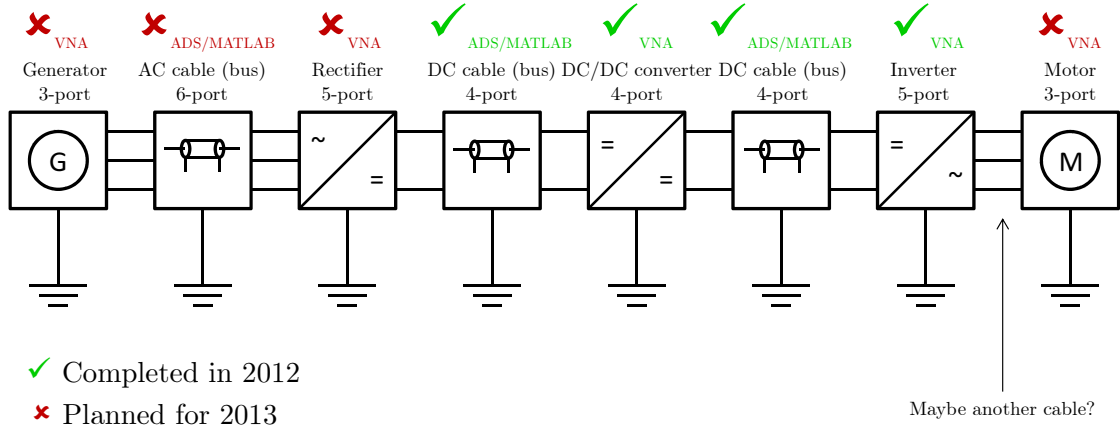 VNA ADS/MATLAB VNA ADS/MATLAB VNA ADS/MATLAB VNA VNA
Generator AC cable (bus) Rectifier DC cable (bus) DC/DC converter DC cable (bus) Inverter Motor
3-port 6-port 5-port 4-port 4-port 4-port 5-port 3-port
~ = = ~
G = = M
Completed in 2012
Planned for 2013
Maybe another cable?